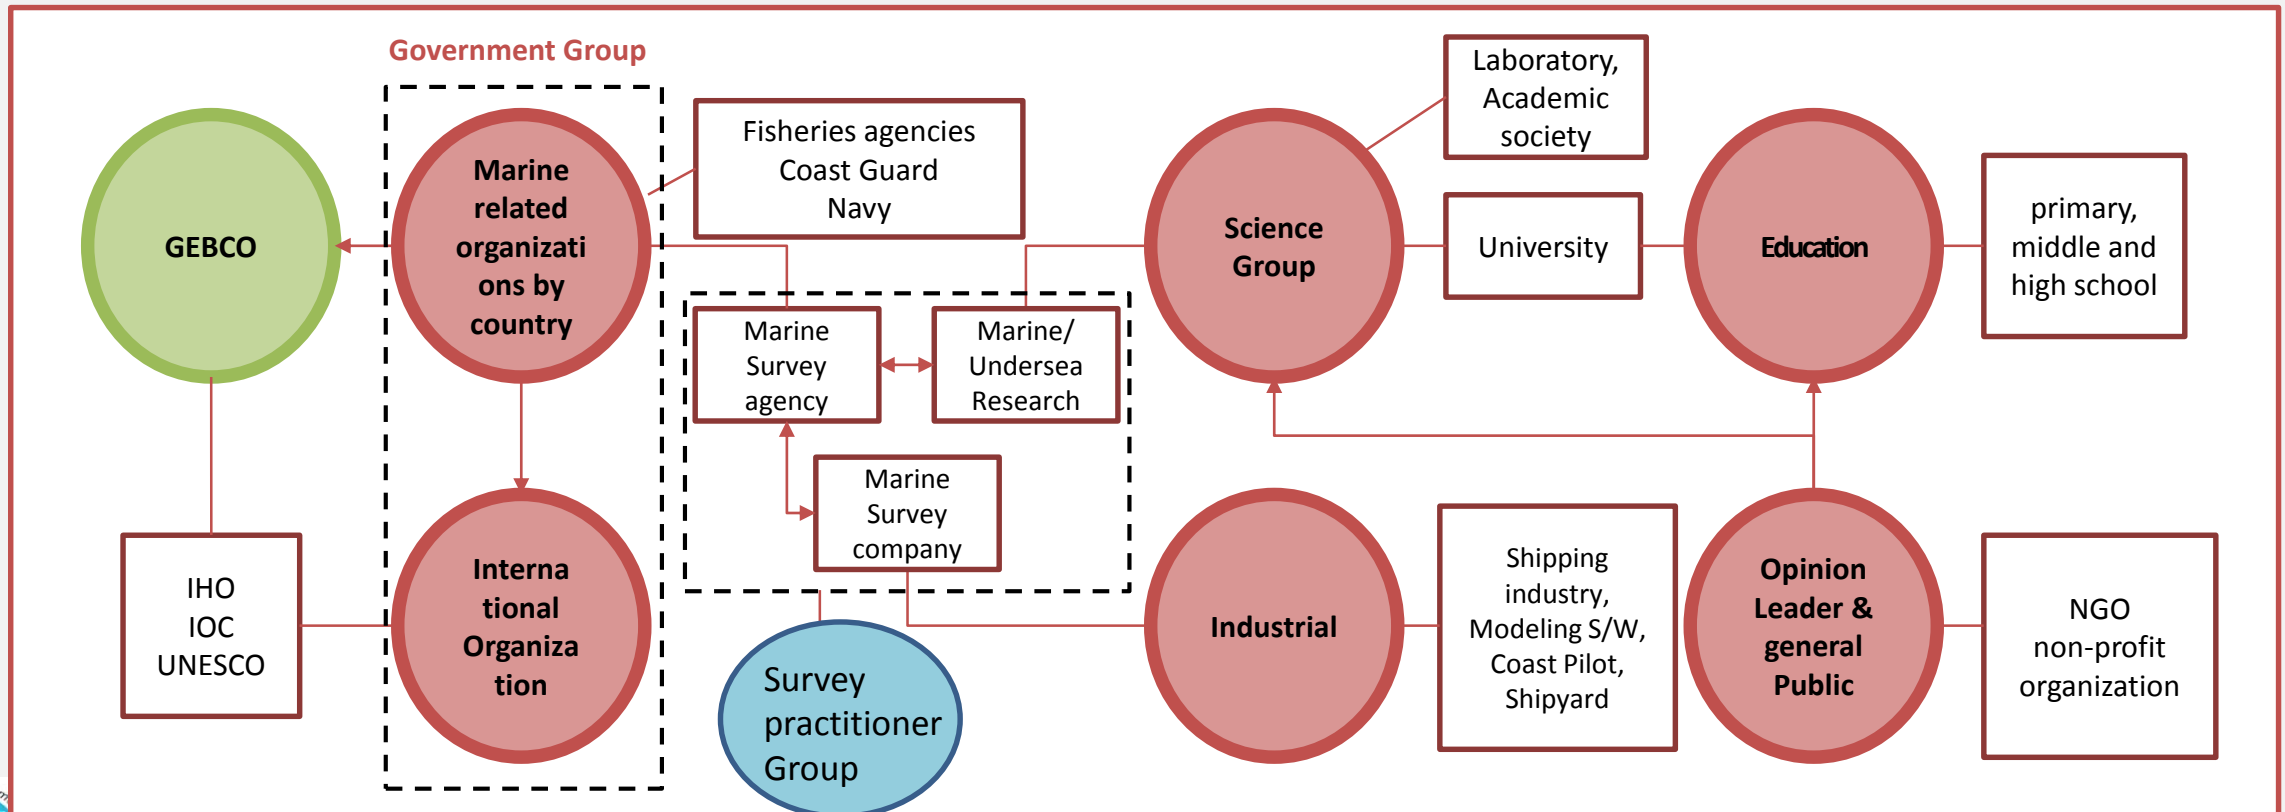 Government Group
GEBCO
Marine
related
organizati
ons by
country
Fisheries agencies
Coast Guard
Navy
Science
Group
Laboratory,
Academic
society
University
Education
primary,
middle and
high school
Marine
Survey
agency
Marine/
Undersea
Research
Marine
Survey
company
IHO
IOC
UNESCO
Interna
tional
Organiza
tion
Survey
practitioner
Group
Industrial
Shipping
industry,
Modeling S/W,
Coast Pilot,
Shipyard
Opinion
Leader &
general
Public
NGO
non-profit
organization